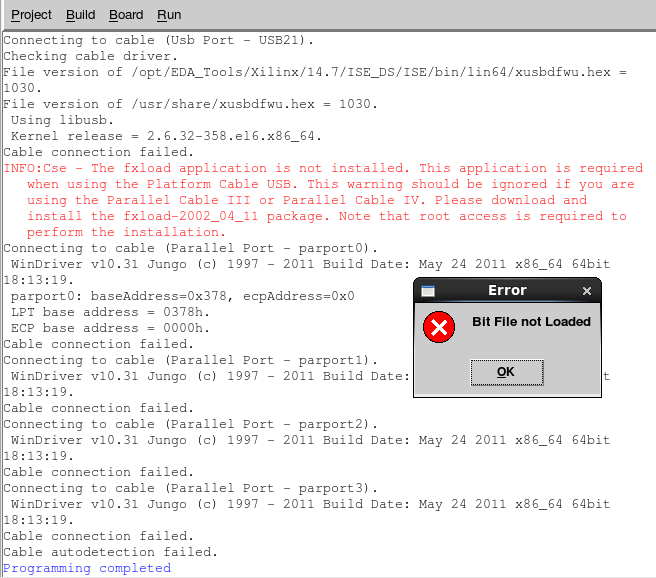 Project Build Board Run
Connecting to cable (Usb Port - USB21).
Checking cable driver.
File version of /opt/EDA_Tools/Xilinx/14.7/ISE_DS/ISE/bin/lin64/xusbdfwu.hex =
1030.
File version of /usr/share/xusbdfwu.hex = 1030.
Using libusb.
Kernel release = 2.6.32-358.el6.x86_64.
Cable connection failed.
INFO:Cse - The fxload application is not installed. This application is required
when using the Platform Cable USB. This warning should be ignored if you are
using the Parallel Cable III or Parallel Cable IV. Please download and
install the fxload-2002_04_11 package. Note that root access is required to
perform the installation.
Connecting to cable (Parallel Port - parport0).
WinDriver v10.31 Jungo (c) 1997 - 2011 Build Date: May 24 2011 x86_64 64bit
18:13:19.
parport0: baseAddress=0x378, ecpAddress=0x0
LPT base address = 0378h.
ECP base address = 0000h.
Cable connection failed.
Connecting to cable (Parallel Port - parport1).
WinDriver v10.31 Jungo (c) 1997 - 2011 Build Date: t
18:13:19.
Cable connection failed.
Connecting to cable (Parallel Port - parport2).
WinDriver v10.31 Jungo (c) 1997 - 2011 Build Date: May 24 2011 x86_64 64bit
18:13:19.
Cable connection failed.
Connecting to cable (Parallel Port - parport3).
WinDriver v10.31 Jungo (c) 1997 - 2011 Build Date: May 24 2011 x86_64 64bit
18:13:19.
Cable connection failed.
Cable autodetection failed.
Programming completed
Error
Bit File not Loaded
OK